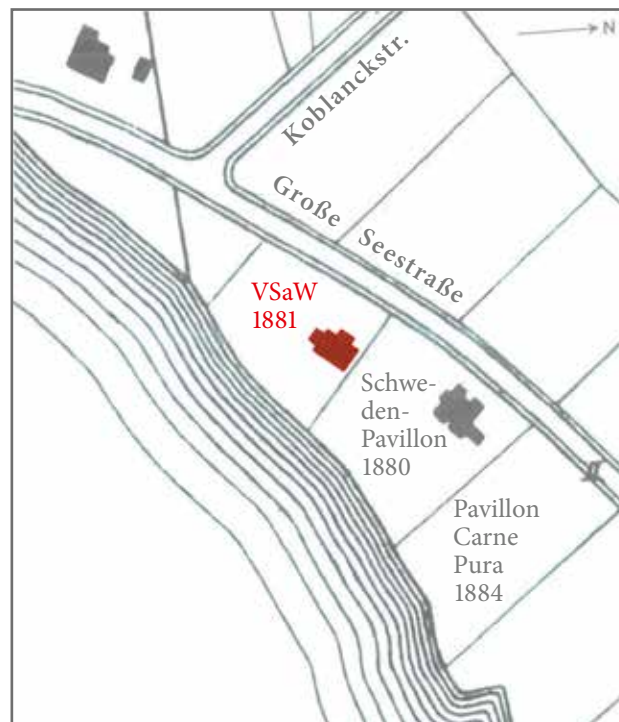 N
Koblanckstr.
Große Seestraße
VSaW
1881
Schwe-
den-
Pavillon
1880
Pavillon
Carne
Pura
1884